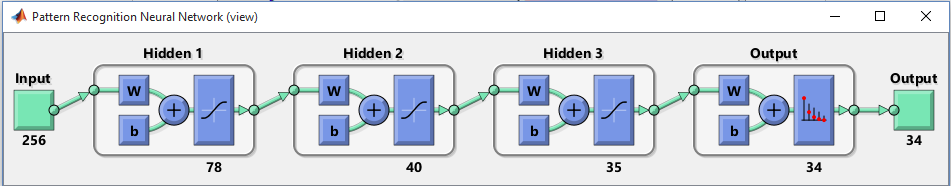 Pattern Recognition Neural Network (view)
Hidden 1 Hidden 2 Hidden 3 Output
Input Output
W W W W
+ + + +
b b b b
256 34
78 40 35 34